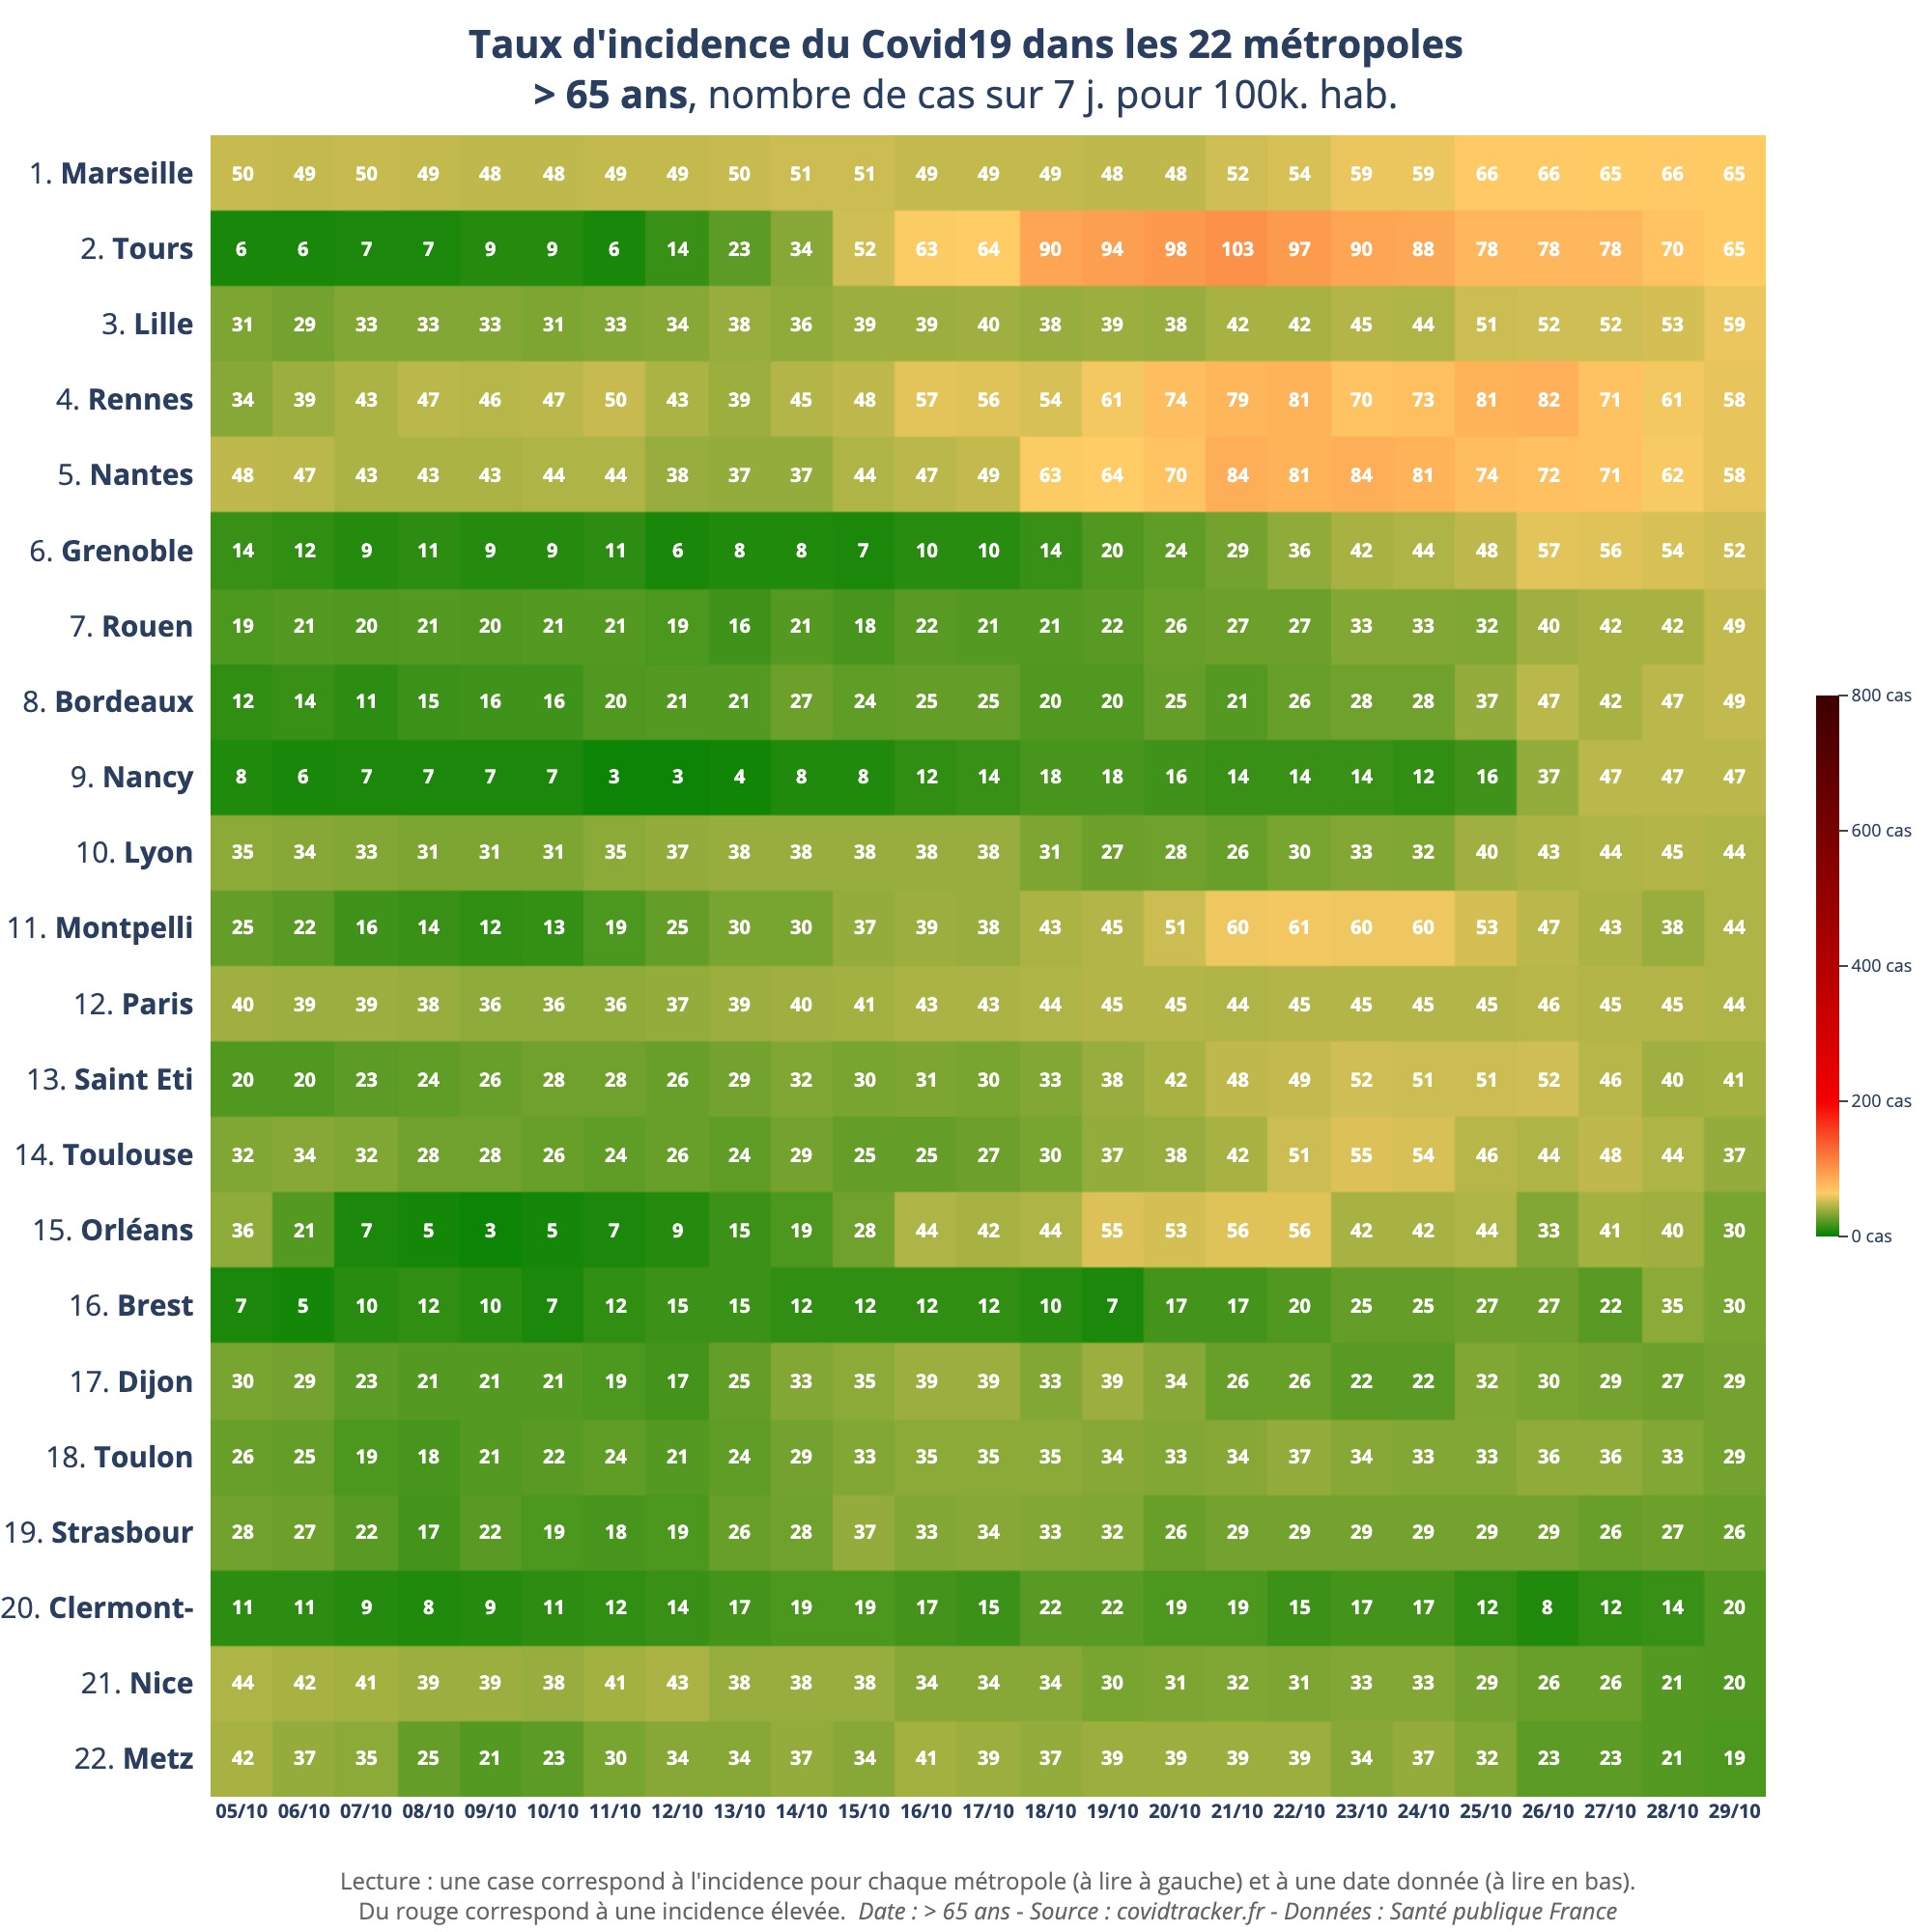 Taux d'incidence du Covid19 dans les 22 métropoles
> 65 ans, nombre de cas sur 7 j. pour 100k. hab.
1. Marseille 50 49 50 49 48 48 49 49 50 51 51 49 49 49 48 48 52 54 59 59 66 66 65 66 65
2. Tours 6 6 7 7 9 9 6 14 23 34 52 63 64 90 94 98 103 97 90 88 78 78 78 70 65
3. Lille 31 29 33 33 33 31 33 34 38 36 39 39 40 38 39 38 42 42 45 44 51 52 52 53 59
4. Rennes 34 39 43 47 46 47 50 43 39 45 48 57 56 54 61 74 79 81 70 73 81 82 71 61 58
5. Nantes 48 47 43 43 43 44 44 38 37 37 44 47 49 63 64 70 84 81 84 81 74 72 71 62 58
6. Grenoble 14 12 9 11 9 9 11 6 8 8 7 10 10 14 20 24 29 36 42 44 48 57 56 54 52
7. Rouen 19 21 20 21 20 21 21 19 16 21 18 22 21 21 22 26 27 27 33 33 32 40 42 42 49
8. Bordeaux 12 14 11 15 16 16 20 21 21 27 24 25 25 20 20 25 21 26 28 28 37 47 42 47 49
9. Nancy 8 6 7 7 7 7 3 3 4 8 8 12 14 18 18 16 14 14 14 12 16 37 47 47 47
10. Lyon 35 34 33 31 31 31 35 37 38 38 38 38 38 31 27 28 26 30 33 32 40 43 44 45 44
11. Montpelli 25 22 16 14 12 13 19 25 30 30 37 39 38 43 45 51 60 61 60 60 53 47 43 38 44
12. Paris 40 39 39 38 36 36 36 37 39 40 41 43 43 44 45 45 44 45 45 45 45 46 45 45 44
13. Saint Eti 20 20 23 24 26 28 28 26 29 32 30 31 30 33 38 42 48 49 52 51 51 52 46 40 41
14. Toulouse 32 34 32 28 28 26 24 26 24 29 25 25 27 30 37 38 42 51 55 54 46 44 48 44 37
15. Orléans 36 21 7 5 3 5 7 9 15 19 28 44 42 44 55 53 56 56 42 42 44 33 41 40 30
16. Brest 7 5 10 12 10 7 12 15 15 12 12 12 12 10 7 17 17 20 25 25 27 27 22 35 30
17. Dijon 30 29 23 21 21 21 19 17 25 33 35 39 39 33 39 34 26 26 22 22 32 30 29 27 29
18. Toulon 26 25 19 18 21 22 24 21 24 29 33 35 35 35 34 33 34 37 34 33 33 36 36 33 29
19. Strasbour 28 27 22 17 22 19 18 19 26 28 37 33 34 33 32 26 29 29 29 29 29 29 26 27 26
20. Clermont- 11 11 9 8 9 11 12 14 17 19 19 17 15 22 22 19 19 15 17 17 12 8 12 14 20
21. Nice 44 42 41 39 39 38 41 43 38 38 38 34 34 34 30 31 32 31 33 33 29 26 26 21 20
22. Metz 42 37 35 25 21 23 30 34 34 37 34 41 39 37 39 39 39 39 34 37 32 23 23 21 19
05/10 06/10 07/10 08/10 09/10 10/10 11/10 12/10 13/10 14/10 15/10 16/10 17/10 18/10 19/10 20/10 21/10 22/10 23/10 24/10 25/10 26/10 27/10 28/10 29/10
800 cas
600 cas
400 cas
200 cas
0 cas
Lecture : une case correspond à l'incidence pour chaque métropole (à lire à gauche) et à une date donnée (à lire en bas).
Du rouge correspond à une incidence élevée. Date : > 65 ans - Source : covidtracker.fr - Données : Santé publique France